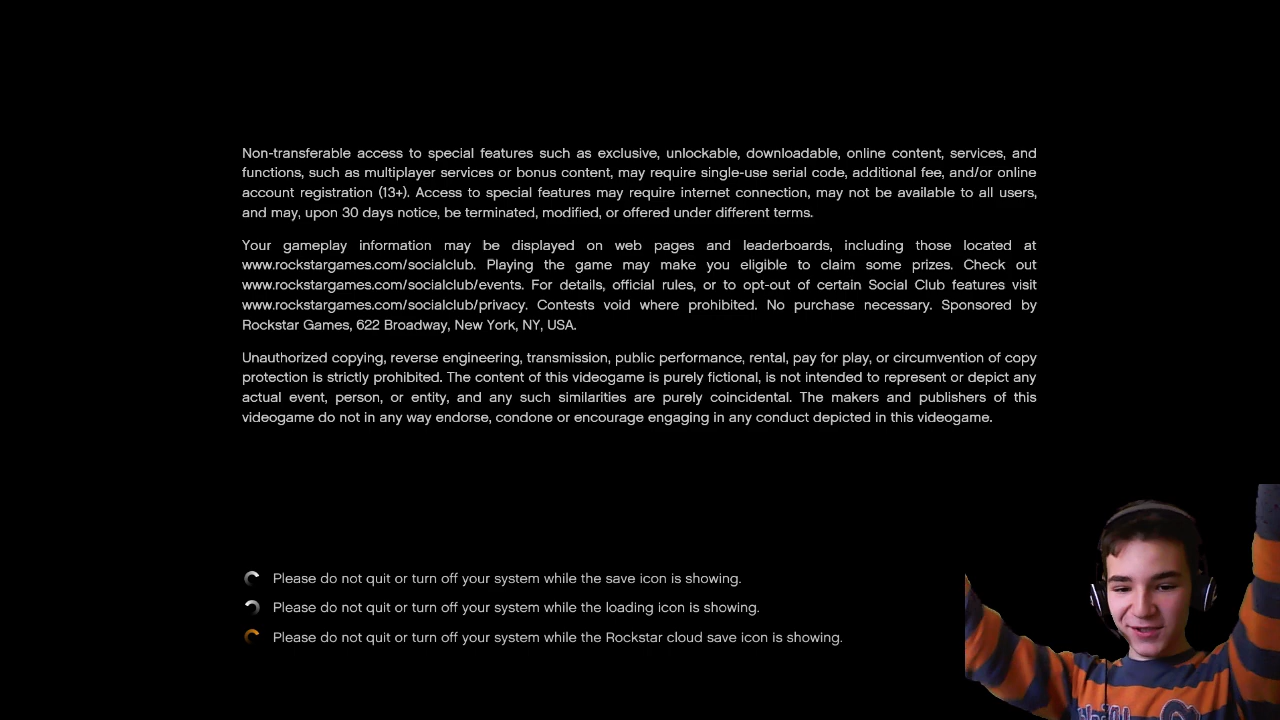 Non-transferable access to special features such as exclusive, unlockable, downloadable, online content, services, and
functions, such as multiplayer services or bonus content, may require single-use serial code, additional fee, and/or online
account registration (13+). Access to special features may require internet connection, may not be available to all users,
and may, upon 30 days notice, be terminated, modified, or offered under different terms.
Your gameplay information may be displayed on web pages and leaderboards, including those located at
www.rockstargames.com/socialclub. Playing the game may make you eligible to claim some prizes. Check out
www.rockstargames.com/socialclub/events. For details, official rules, or to opt-out of certain Social Club features visit
www.rockstargames.com/socialclub/privacy. Contests void where prohibited. No purchase necessary. Sponsored by
Rockstar Games, 622 Broadway, New York, NY, USA.
Unauthorized copying, reverse engineering, transmission, public performance, rental, pay for play, or circumvention of copy
protection is strictly prohibited. The content of this videogame is purely fictional, is not intended to represent or depict any
actual event, person, or entity, and any such similarities are purely coincidental. The makers and publishers of this
videogame do not in any way endorse, condone or encourage engaging in any conduct depicted in this videogame.
Please do not quit or turn off your system while the save icon is showing.
Please do not quit or turn off your system while the loading icon is showing.
Please do not quit or turn off your system while the Rockstar cloud save icon is showing.